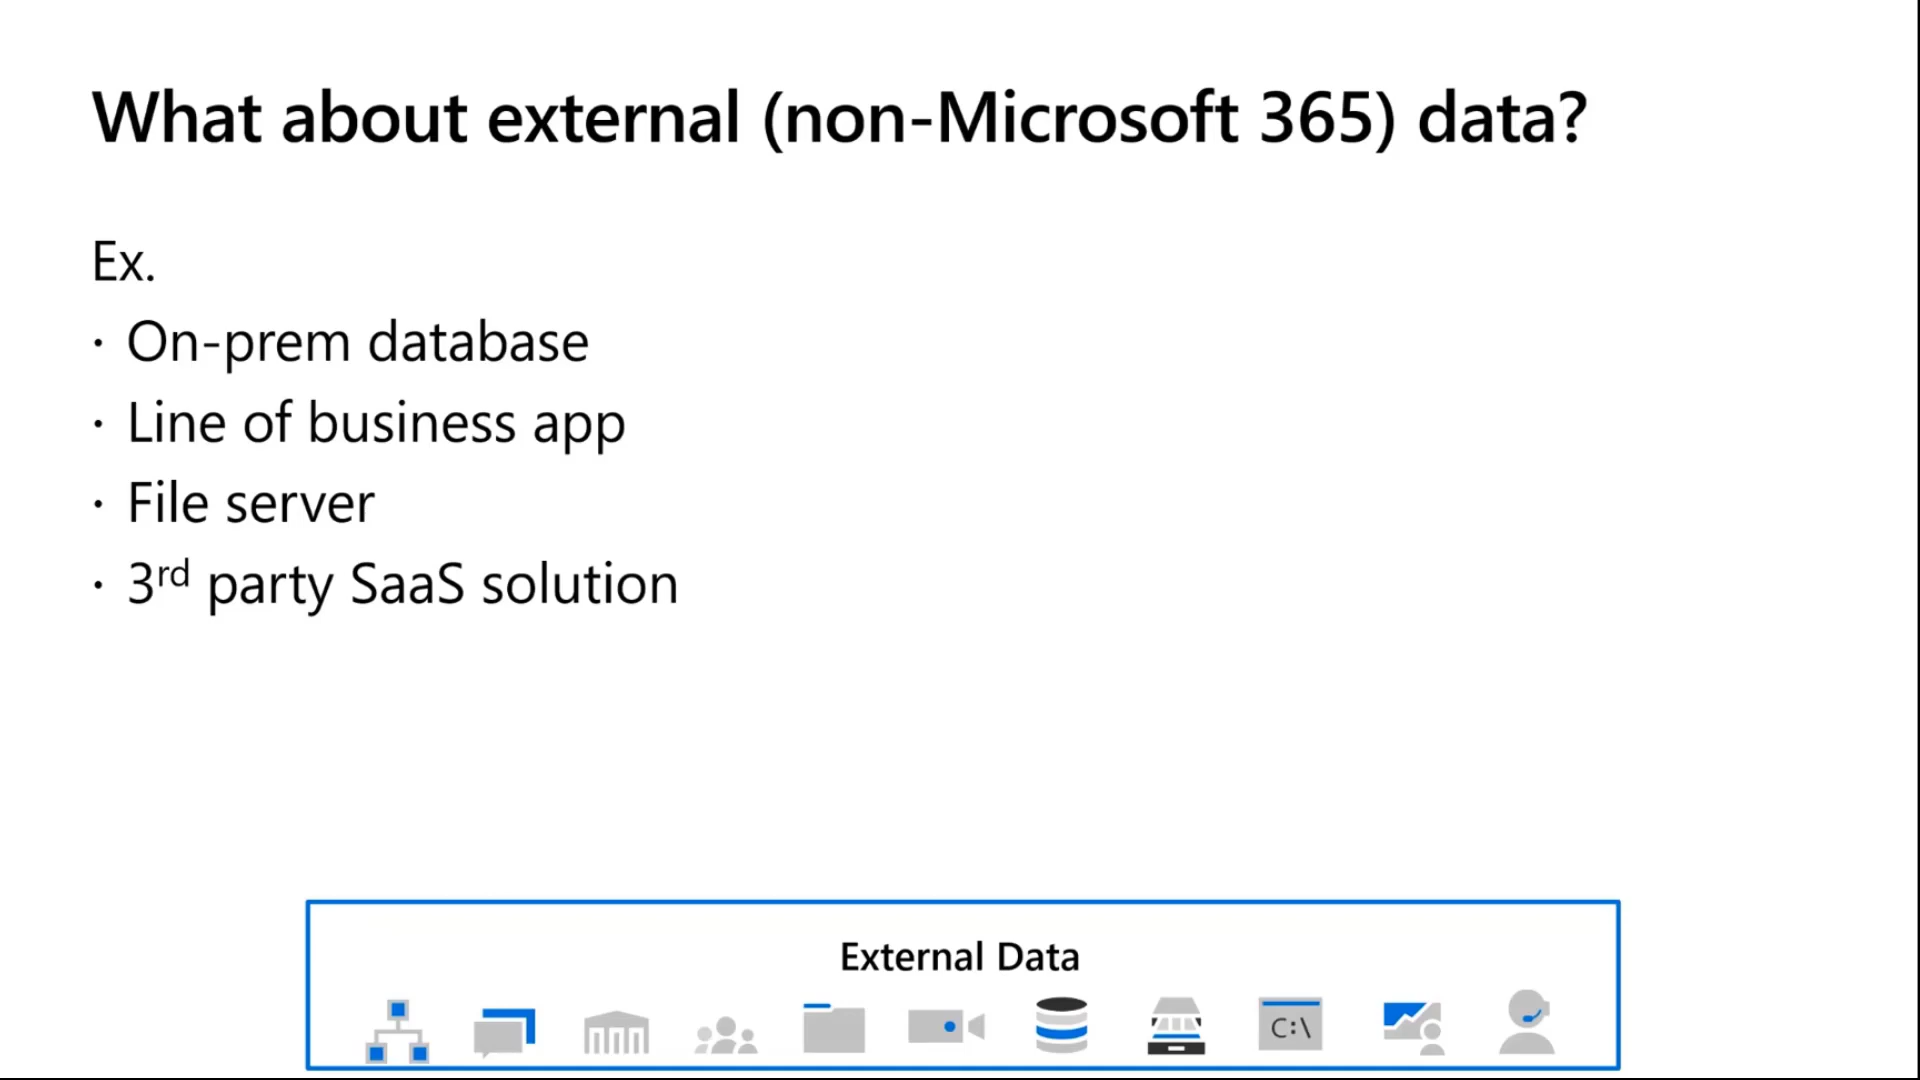 What about external (non-Microsoft 365) data?
Ex.
· On-prem database
· Line of business app
· File server
· 3rd party SaaS solution
External Data
C:\